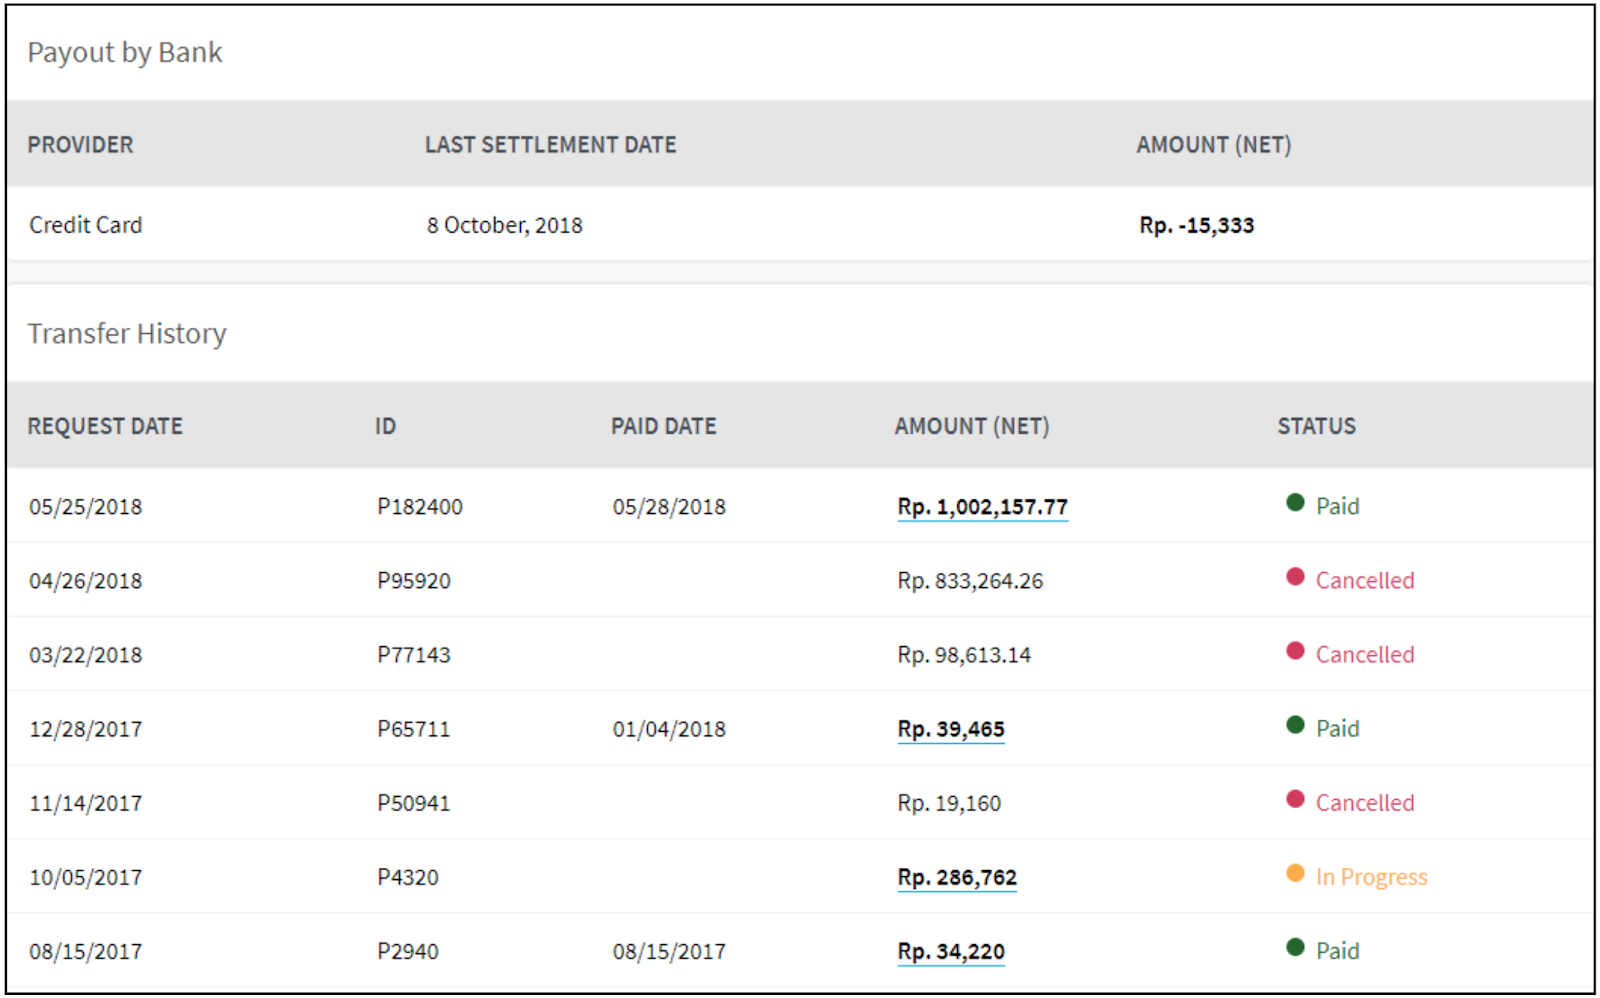 Payout by Bank
PROVIDER LAST SETTLEMENT DATE AMOUNT (NET)
Credit Card 8 October, 2018 Rp. -15,333
Transfer History
REQUEST DATE ID PAID DATE AMOUNT (NET) STATUS
05/25/2018 P182400 05/28/2018 Rp. 1,002,157.77 Paid
04/26/2018 P95920 Rp. 833,264.26 Cancelled
03/22/2018 P77143 Rp. 98,613.14 Cancelled
12/28/2017 P65711 01/04/2018 Rp. 39,465 Paid
11/14/2017 P50941 Rp. 19,160 Cancelled
10/05/2017 P4320 Rp. 286,762 In Progress
08/15/2017 P2940 08/15/2017 Rp. 34,220 Paid